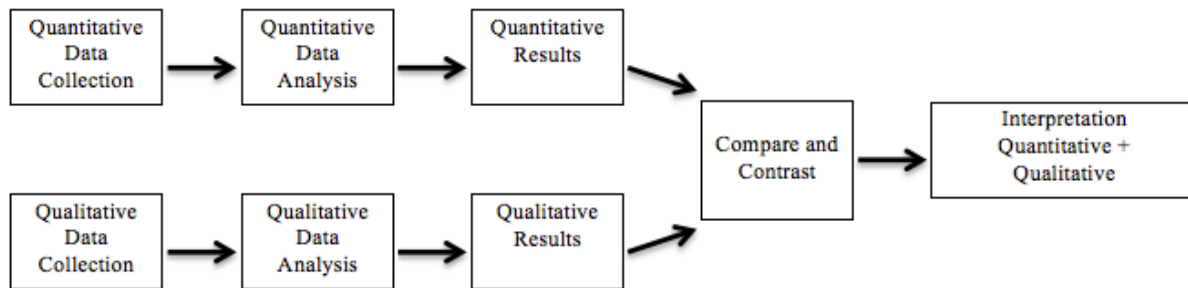 Quantitative
Data
Collection
Quantitative
Data
Analysis
Quantitative
Results
Qualitative
Data
Collection
Qualitative
Data
Analysis
Qualitative
Results
Compare and
Contrast
Interpretation
Quantitative +
Qualitative